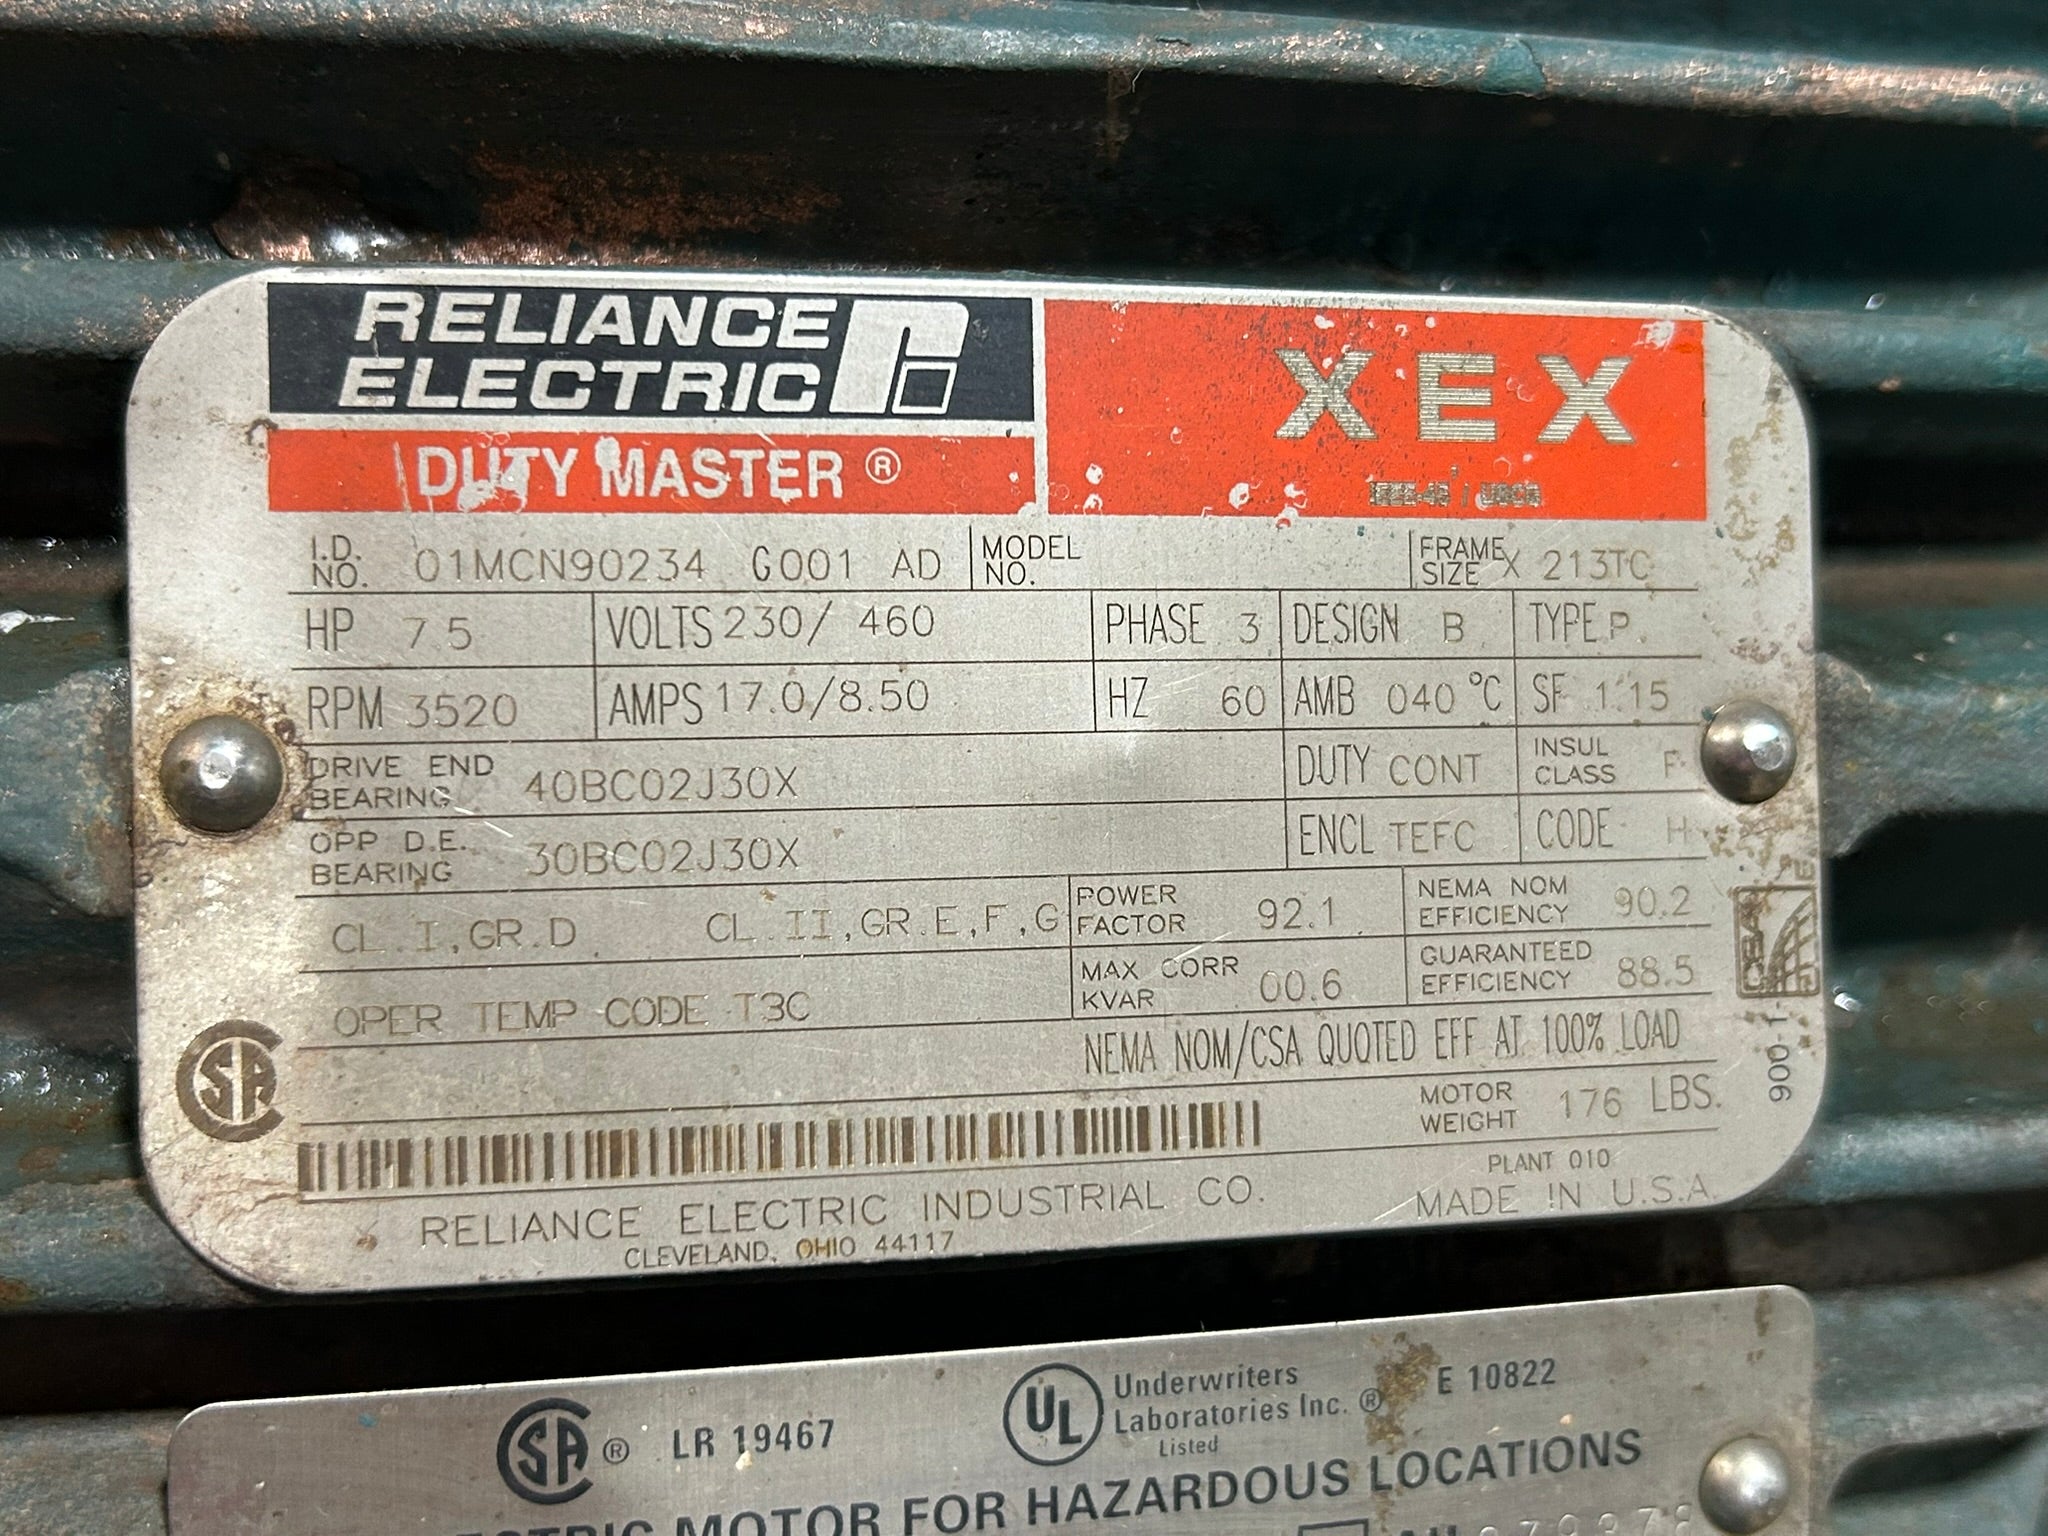 RELIANCE
ELECTRIC
DUTY MASTER ®
XEX
I.D. NO. 01MCN90234 G001 AD MODEL NO. FRAME SIZE X 213TC
HP 7.5 VOLTS 230/ 460 PHASE 3 DESIGN B TYPE P
RPM 3520 AMPS 17.0/8.50 HZ 60 AMB 040 °C SF 1.15
DRIVE END BEARING 40BC02J30X DUTY CONT INSUL CLASS F
OPP D.E. BEARING 30BC02J30X ENCL TEFC CODE H
CL.I,GR.D CL.II,GR.E,F,G POWER FACTOR 92.1 NEMA NOM EFFICIENCY 90.2
OPER TEMP CODE T3C MAX CORR KVAR 00.6 GUARANTEED EFFICIENCY 88.5
NEMA NOM/CSA QUOTED EFF AT 100% LOAD
MOTOR WEIGHT 176 LBS.
PLANT 010
RELIANCE ELECTRIC INDUSTRIAL CO. MADE IN U.S.A.
CLEVELAND, OHIO 44117
CSA
CSA
E
900-1-
CSA ® LR 19467 UL Underwriters Laboratories Inc. ® Listed E 10822
MOTOR FOR HAZARDOUS LOCATIONS